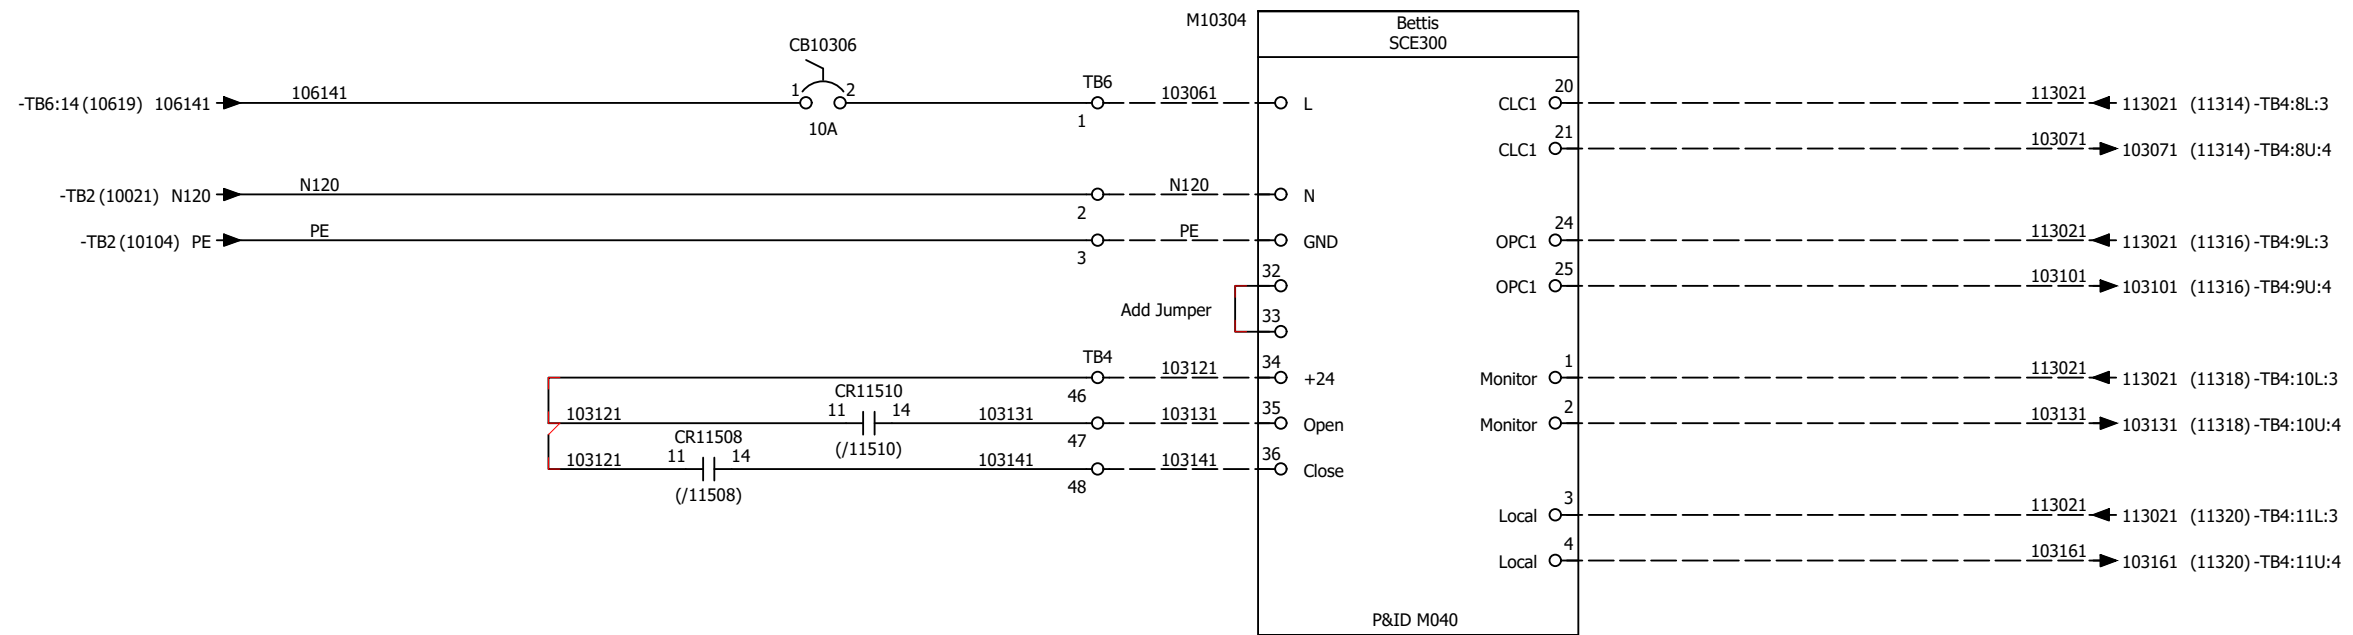 M10304
Bettis
SCE300
CB10306
-TB6:14 (10619) 106141
106141
1 2
10A
TB6
1
103061
L
CLC1
20
113021
113021 (11314) -TB4:8L:3
CLC1
21
103071
103071 (11314) -TB4:8U:4
-TB2 (10021) N120
N120
2
N120
N
-TB2 (10104) PE
PE
3
PE
GND
OPC1
24
113021
113021 (11316) -TB4:9L:3
32
OPC1
25
103101
103101 (11316) -TB4:9U:4
Add Jumper
33
TB4
46
103121
34
+24
Monitor
1
113021
113021 (11318) -TB4:10L:3
103121
CR11510
11 14
(/11510)
103131
47
103131
35
Open
Monitor
2
103131
103131 (11318) -TB4:10U:4
103121
CR11508
11 14
(/11508)
103141
48
103141
36
Close
Local
3
113021
113021 (11320) -TB4:11L:3
Local
4
103161
103161 (11320) -TB4:11U:4
P&ID M040